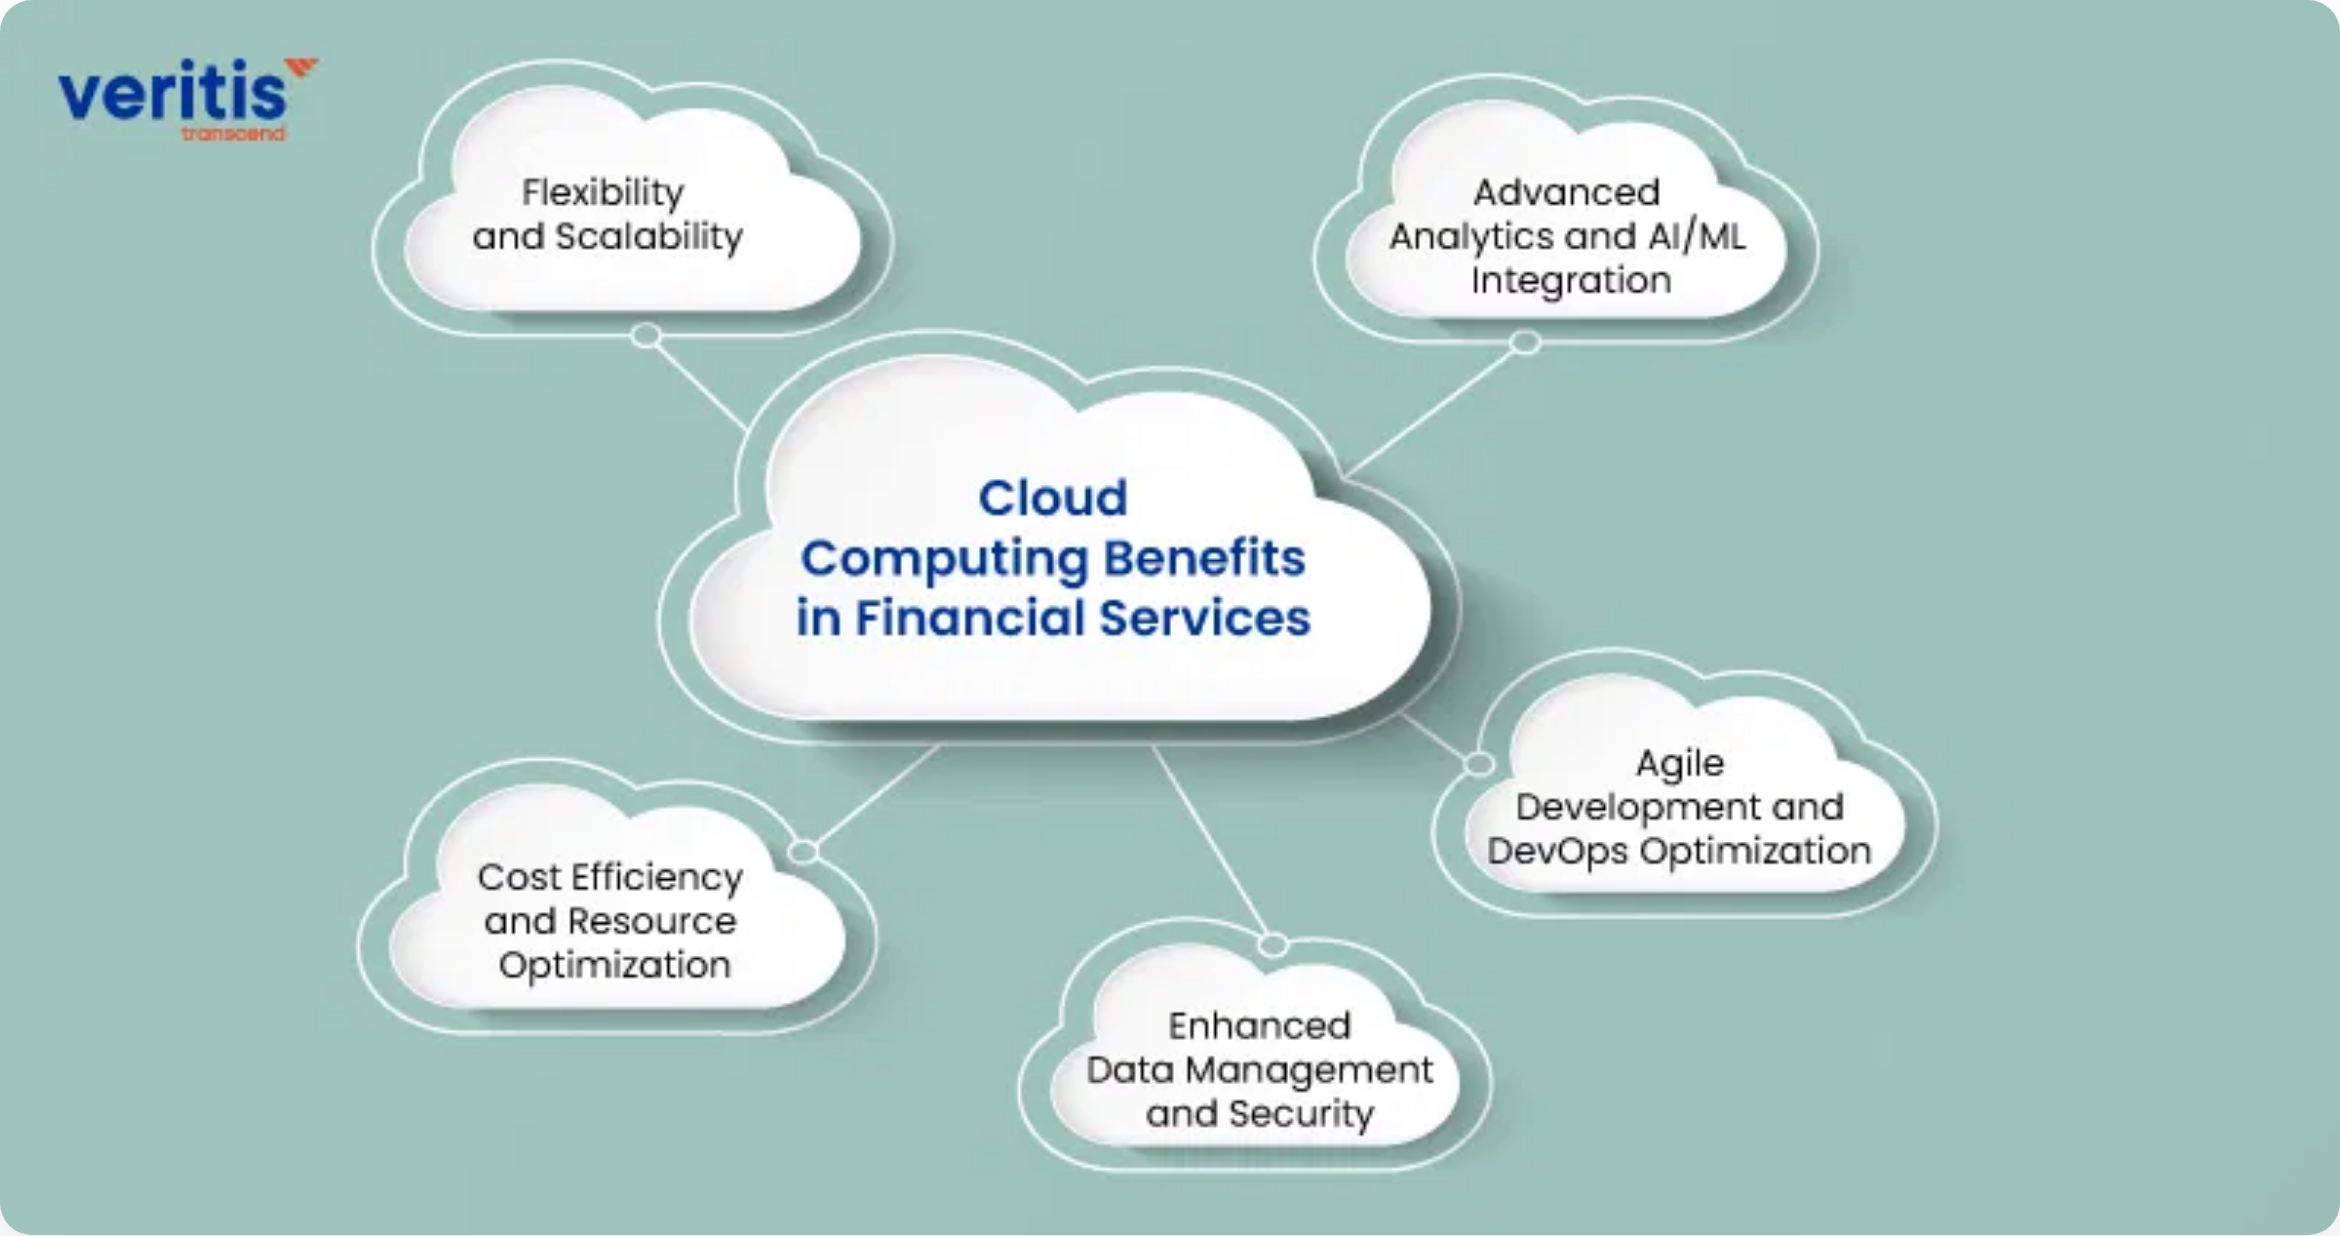 veritis
transcend
Flexibility
and Scalability
Advanced
Analytics and AI/ML
Integration
Cloud
Computing Benefits
in Financial Services
Agile
Development and
DevOps Optimization
Cost Efficiency
and Resource
Optimization
Enhanced
Data Management
and Security